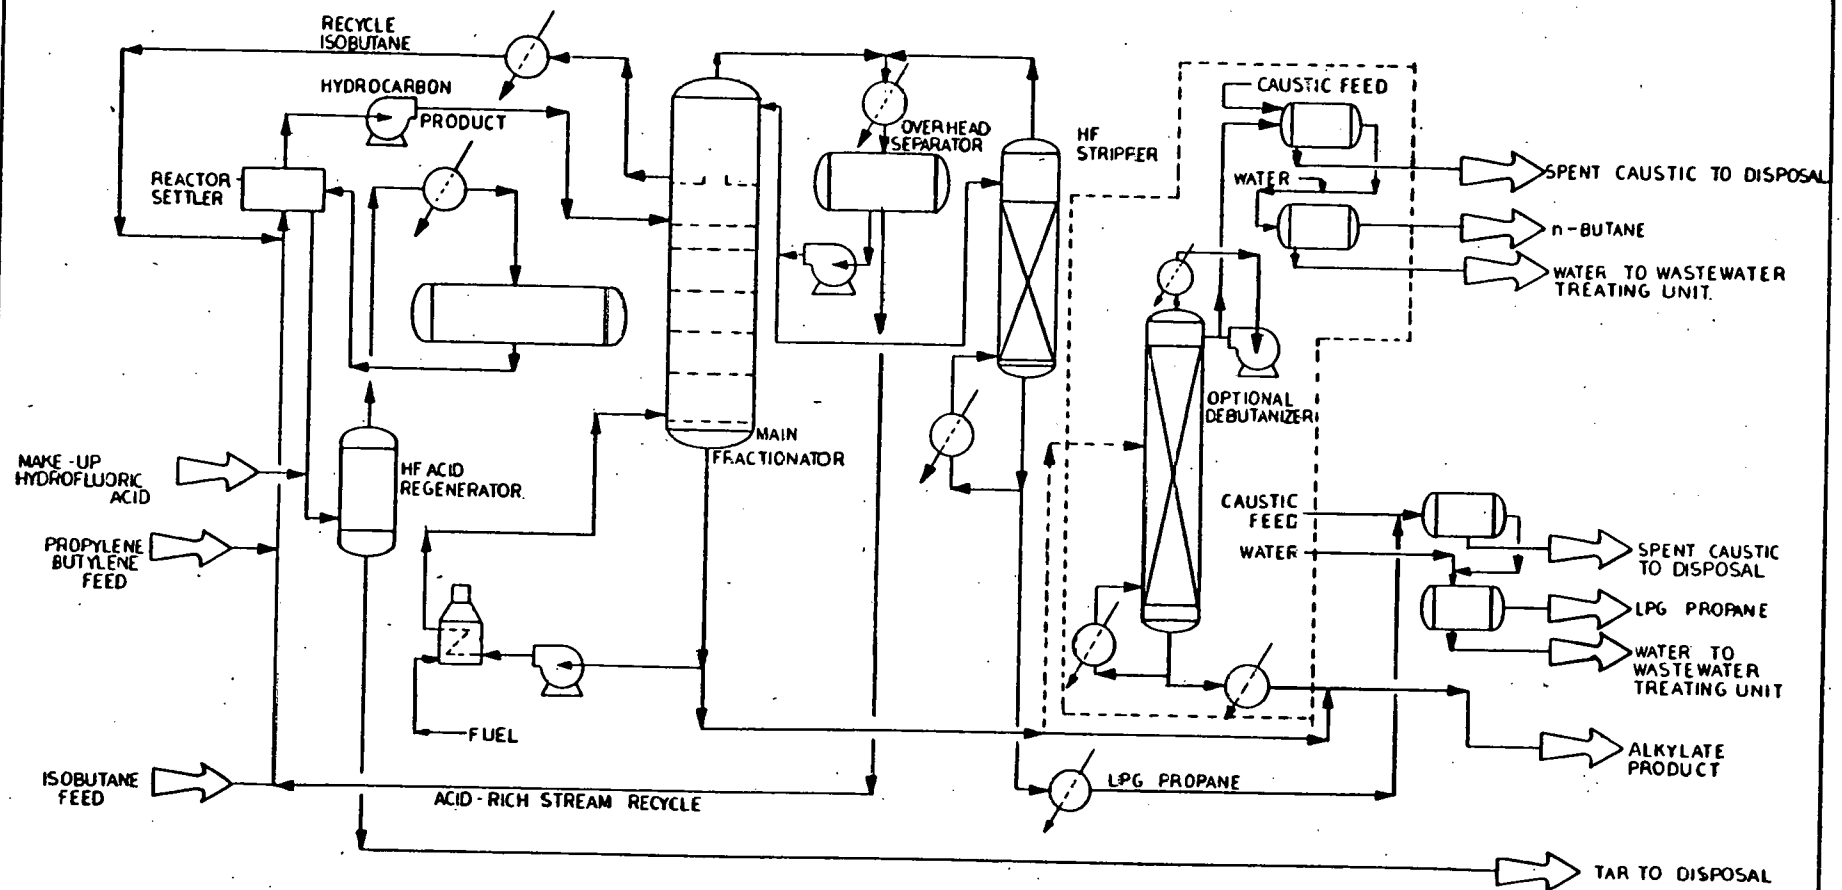 RECYCLE
ISOBUTANE
HYDROCARBON
PRODUCT
REACTOR
SETTLER
OVERHEAD
SEPARATOR
HF
STRIPPER
CAUSTIC FEED
WATER
SPENT CAUSTIC TO DISPOSAL
n-BUTANE
WATER TO WASTEWATER
TREATING UNIT.
OPTIONAL
DEBUTANIZER
MAIN
FRACTIONATOR
MAKE-UP
HYDROFLUORIC
ACID
HF ACID
REGENERATOR
PROPYLENE
BUTYLENE
FEED
CAUSTIC
FEED
WATER
SPENT CAUSTIC
TO DISPOSAL
LPG PROPANE
WATER TO
WASTEWATER
TREATING UNIT
FUEL
ALKYLATE
PRODUCT
ISOBUTANE
FEED
ACID-RICH STREAM RECYCLE
LPG PROPANE
TAR TO DISPOSAL